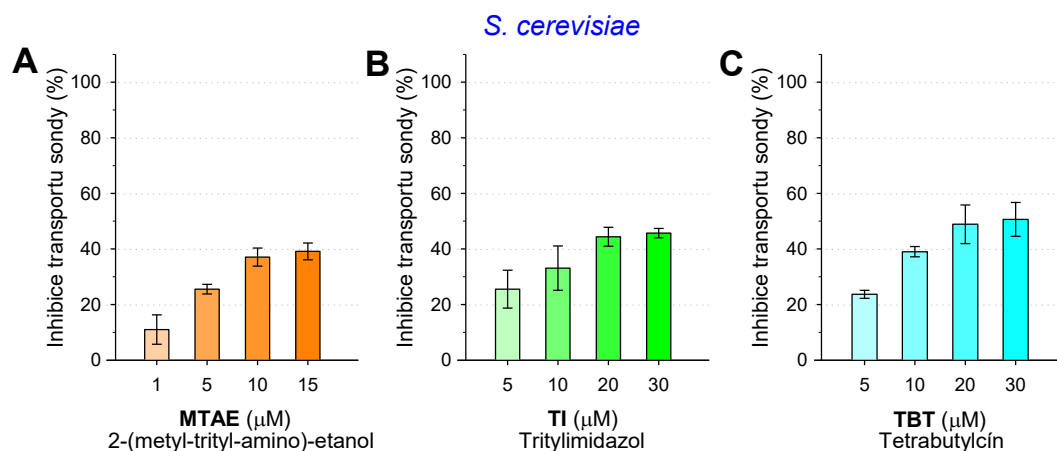 S. cerevisiae
A
Inhibice transportu sondy (%)
100
80
60
40
20
0
1 5 10 15
MTAE (μM)
2-(metyl-trityl-amino)-etanol
B
Inhibice transportu sondy (%)
100
80
60
40
20
0
5 10 20 30
TI (μM)
Tritylimidazol
C
Inhibice transportu sondy (%)
100
80
60
40
20
0
5 10 20 30
TBT (μM)
Tetrabutylcín